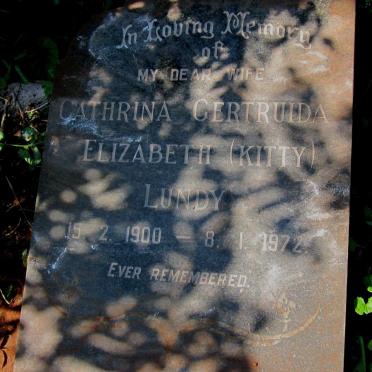 In Loving Memory
of
MY DEAR WIFE
CATHRINA GERTRUIDA
ELIZABETH (KITTY)
LUNDY
15. 2. 1900 - 8. 1. 1972.
EVER REMEMBERED.